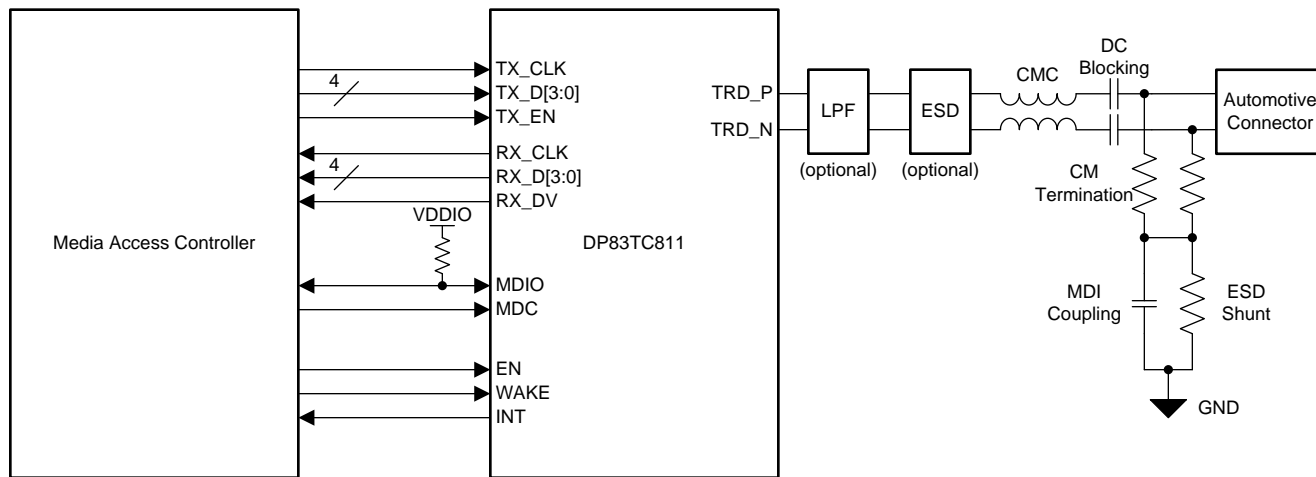 Media Access Controller
4
4
VDDIO
TX_CLK
TX_D[3:0]
TX_EN
RX_CLK
RX_D[3:0]
RX_DV
MDIO
MDC
EN
WAKE
INT
DP83TC811
TRD_P
TRD_N
LPF
(optional)
ESD
(optional)
CMC
DC
Blocking
Automotive
Connector
CM
Termination
MDI
Coupling
ESD
Shunt
GND